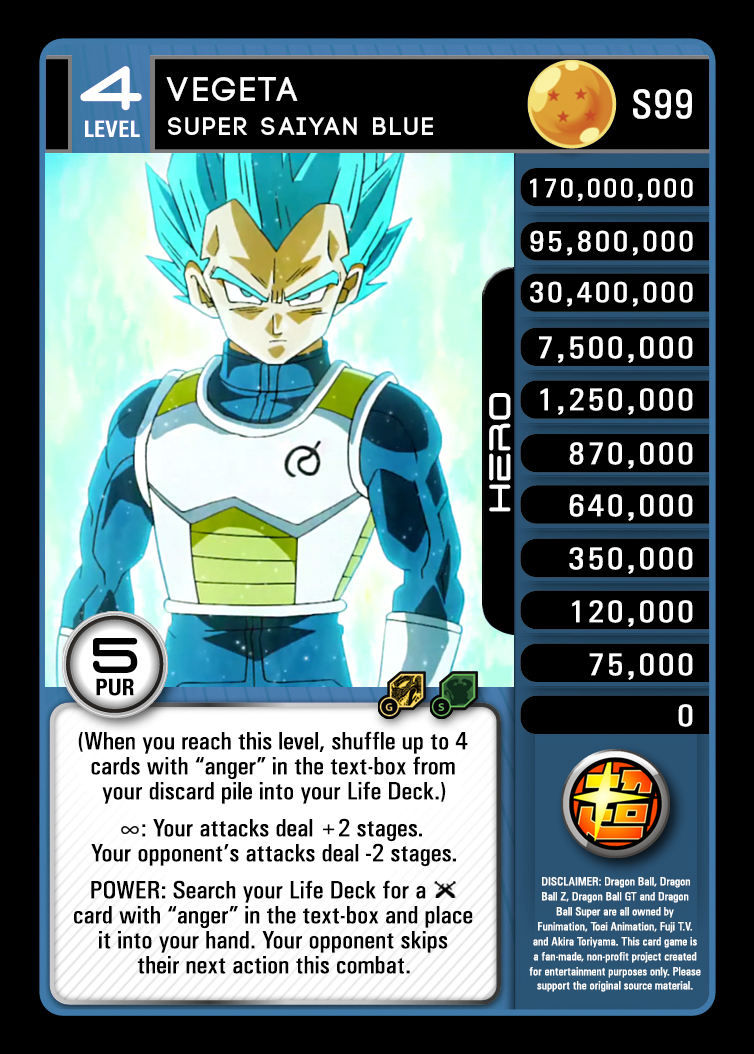 4
LEVEL
VEGETA
SUPER SAIYAN BLUE
S99
170,000,000
95,800,000
30,400,000
7,500,000
1,250,000
870,000
640,000
350,000
120,000
75,000
0
HERO
5
PUR
G
S
(When you reach this level, shuffle up to 4
cards with “anger” in the text-box from
your discard pile into your Life Deck.)
∞: Your attacks deal +2 stages.
Your opponent’s attacks deal -2 stages.
POWER: Search your Life Deck for a
card with “anger” in the text-box and place
it into your hand. Your opponent skips
their next action this combat.
超
DISCLAIMER: Dragon Ball, Dragon
Ball Z, Dragon Ball GT and Dragon
Ball Super are all owned by
Funimation, Toei Animation, Fuji T.V.
and Akira Toriyama. This card game is
a fan-made, non-profit project created
for entertainment purposes only. Please
support the original source material.